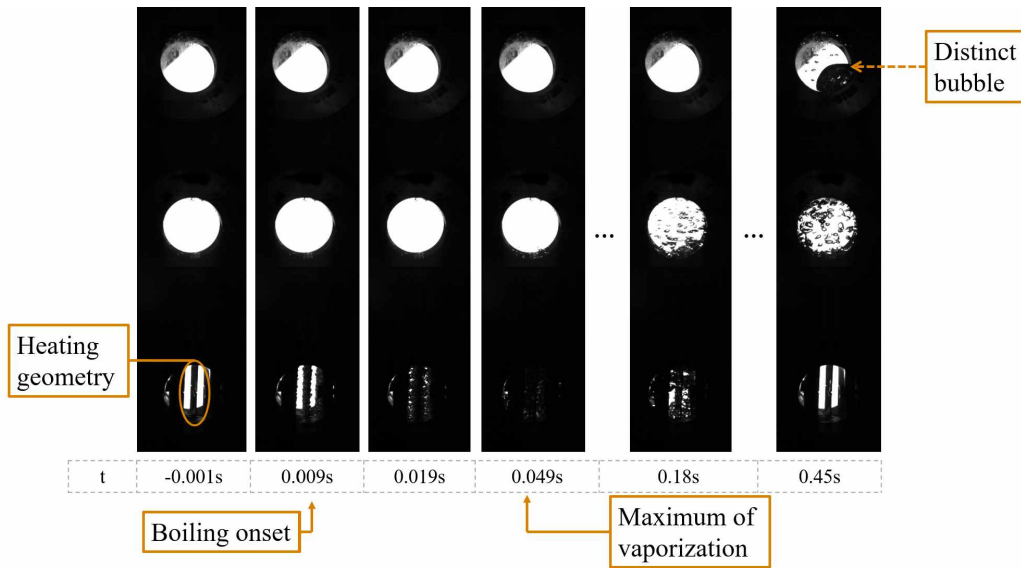 Distinct
bubble
...
...
Heating
geometry
t -0.001s 0.009s 0.019s 0.049s 0.18s 0.45s
Boiling onset
Maximum of
vaporization